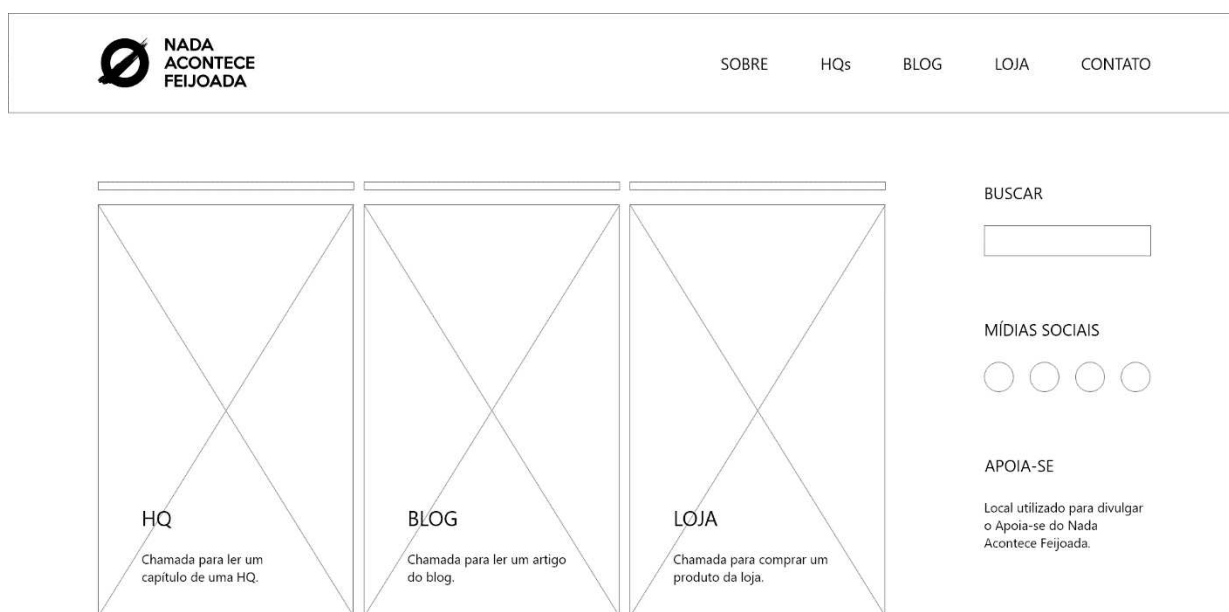 NADA
ACONTECE
FEIJOADA
SOBRE
HQs
BLOG
LOJA
CONTATO
HQ
Chamada para ler um
capítulo de uma HQ.
BLOG
Chamada para ler um artigo
do blog.
LOJA
Chamada para comprar um
produto da loja.
BUSCAR
MÍDIAS SOCIAIS
APOIA-SE
Local utilizado para divulgar
o Apoia-se do Nada
Acontece Feijoada.